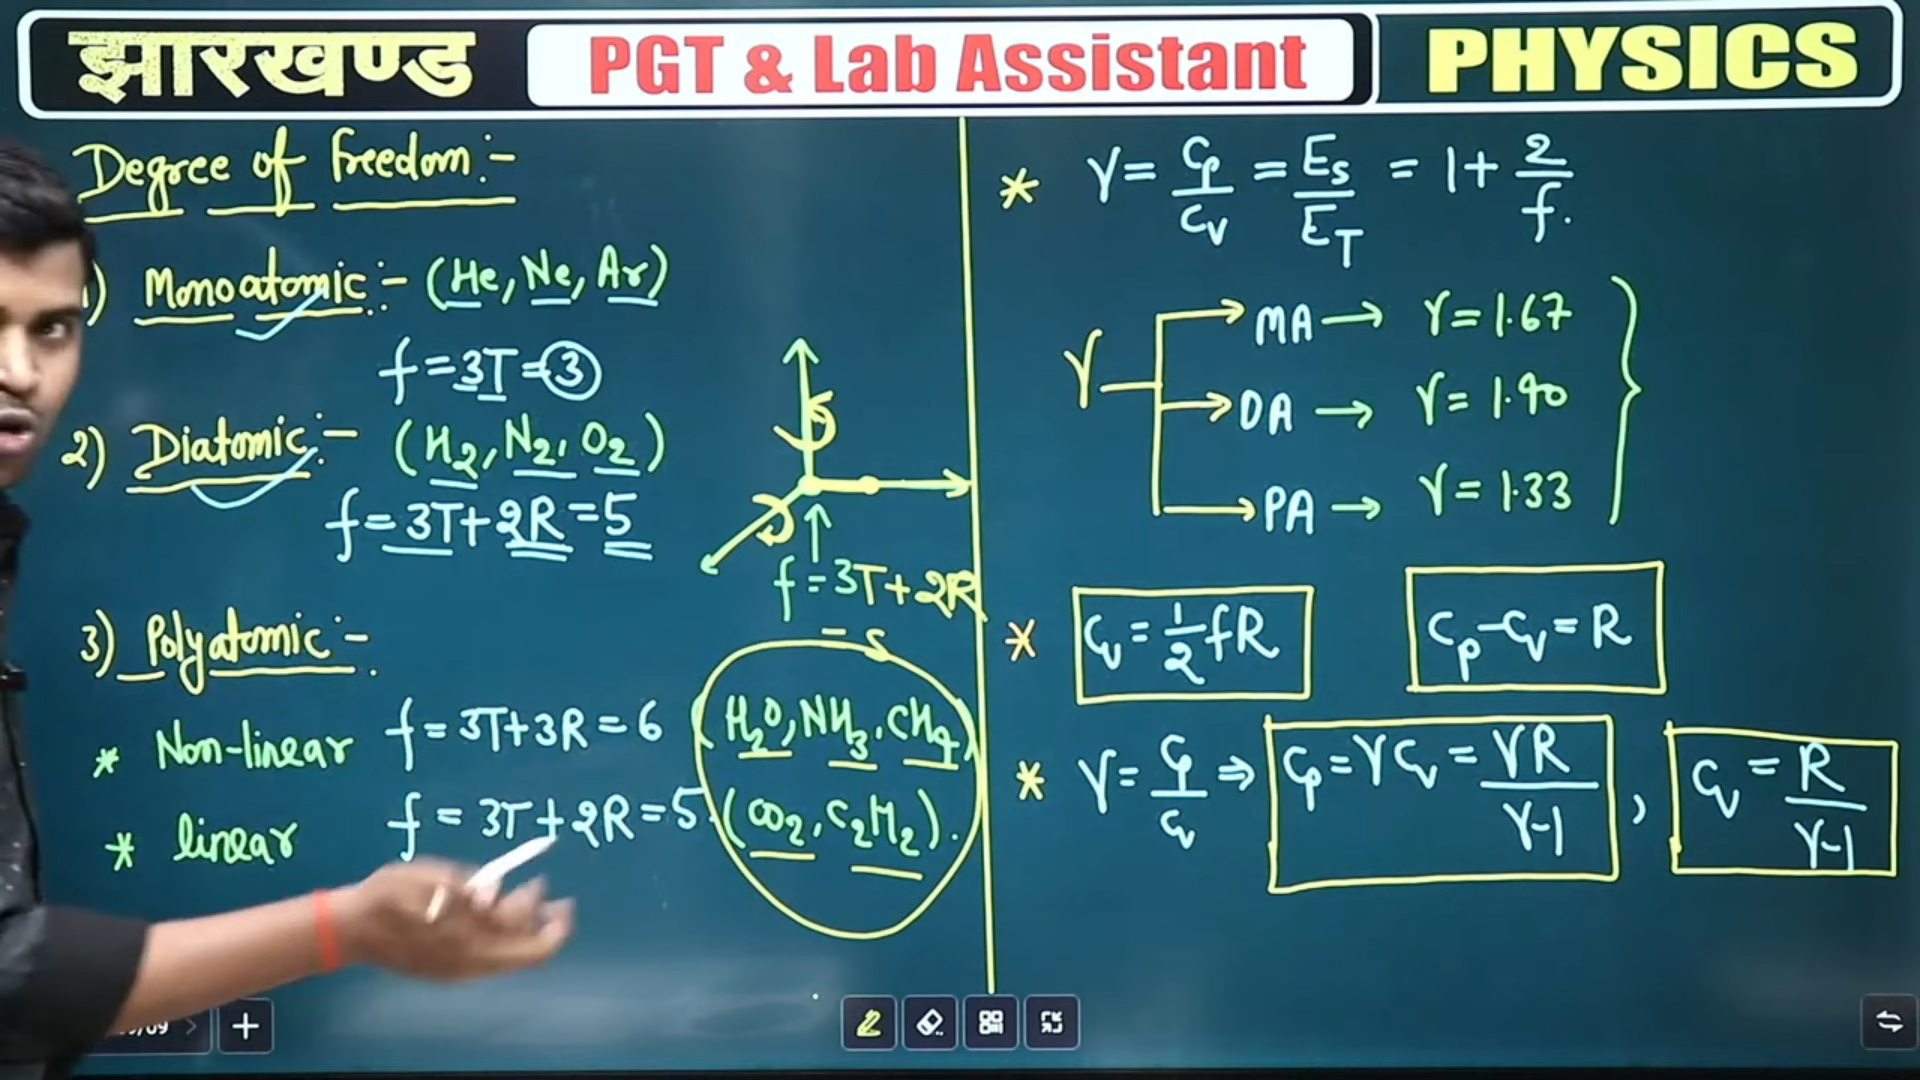 झारखण्ड PGT & Lab Assistant PHYSICS
Degree of freedom:-
1) Monoatomic:- (He, Ne, Ar)
f = 3T = 3
2) Diatomic:- (H₂, N₂, O₂)
f = 3T + 2R = 5
f = 3T + 2R
= 5
3) Polyatomic:-
* Non-linear f = 3T + 3R = 6 (H₂O, NH₃, CH₄)
* linear f = 3T + 2R = 5. (CO₂, C₂H₂).
* γ = Cp/Cv = Es/ET = 1 + 2/f.
γ
MA → γ = 1.67
DA → γ = 1.40
PA → γ = 1.33
* Cv = 1/2 fR Cp - Cv = R
* γ = Cp/Cv ⇒ Cp = γCv = γR/γ-1 , Cv = R/γ-1